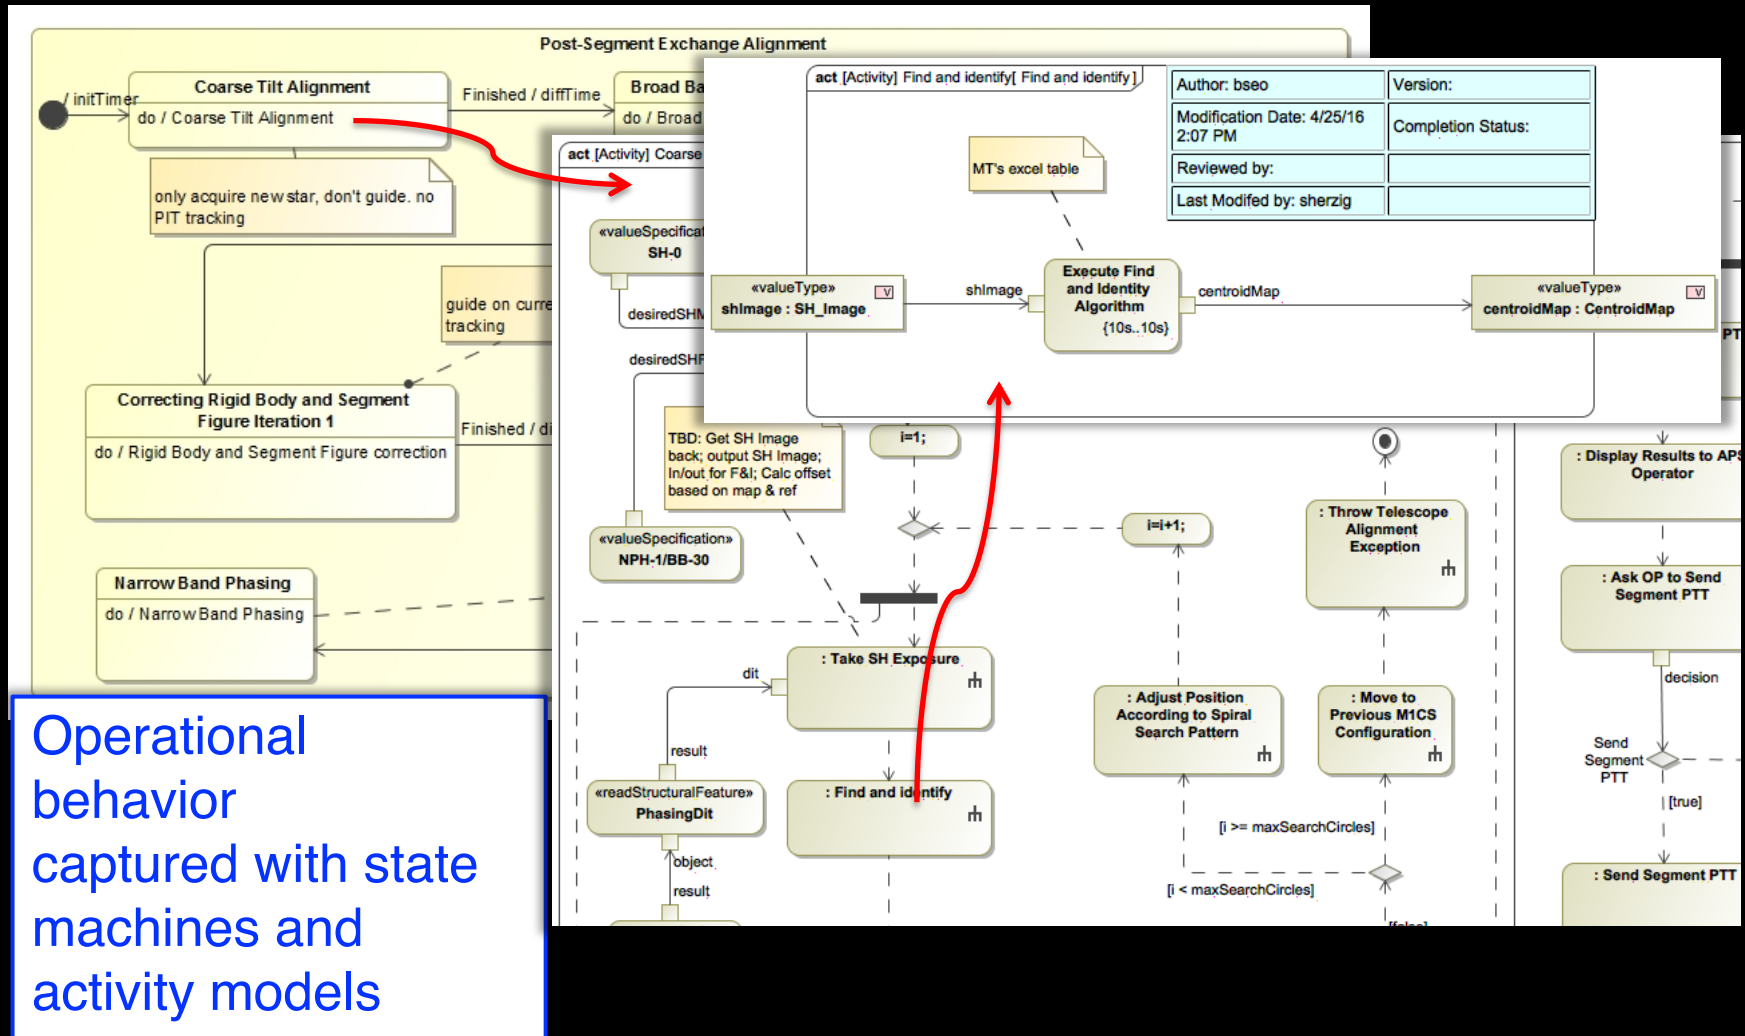 Post-Segment Exchange Alignment
/ initTimer
Coarse Tilt Alignment
do / Coarse Tilt Alignment
Finished / diffTime
Broad Ba
do / Broad
only acquire new star, don't guide. no
PIT tracking
guide on curre
tracking
Correcting Rigid Body and Segment
Figure Iteration 1
do / Rigid Body and Segment Figure correction
Finished / di
Narrow Band Phasing
do / Narrow Band Phasing
act [Activity] Coarse
«valueSpecificat
SH-0
desiredSHM
desiredSHF
TBD: Get SH Image
back; output SH Image;
In/out for F&I; Calc offset
based on map & ref
«valueSpecification»
NPH-1/BB-30
i=1;
i=i+1;
: Take SH Exposure
dit
result
«readStructuralFeature»
PhasingDit
object
result
: Find and identify
: Adjust Position
According to Spiral
Search Pattern
: Move to
Previous M1CS
Configuration
: Throw Telescope
Alignment
Exception
[i >= maxSearchCircles]
[i < maxSearchCircles]
[false]
PT
: Display Results to APS
Operator
: Ask OP to Send
Segment PTT
decision
Send
Segment
PTT
[true]
: Send Segment PTT
act [Activity] Find and identify[ Find and identify ]
Author: bseo
Version:
Modification Date: 4/25/16
2:07 PM
Completion Status:
Reviewed by:
Last Modifed by: sherzig
MT's excel table
«valueType»
shImage : SH_Image
V
shImage
Execute Find
and Identity
Algorithm
{10s..10s}
centroidMap
«valueType»
centroidMap : CentroidMap
V
Operational
behavior
captured with state
machines and
activity models